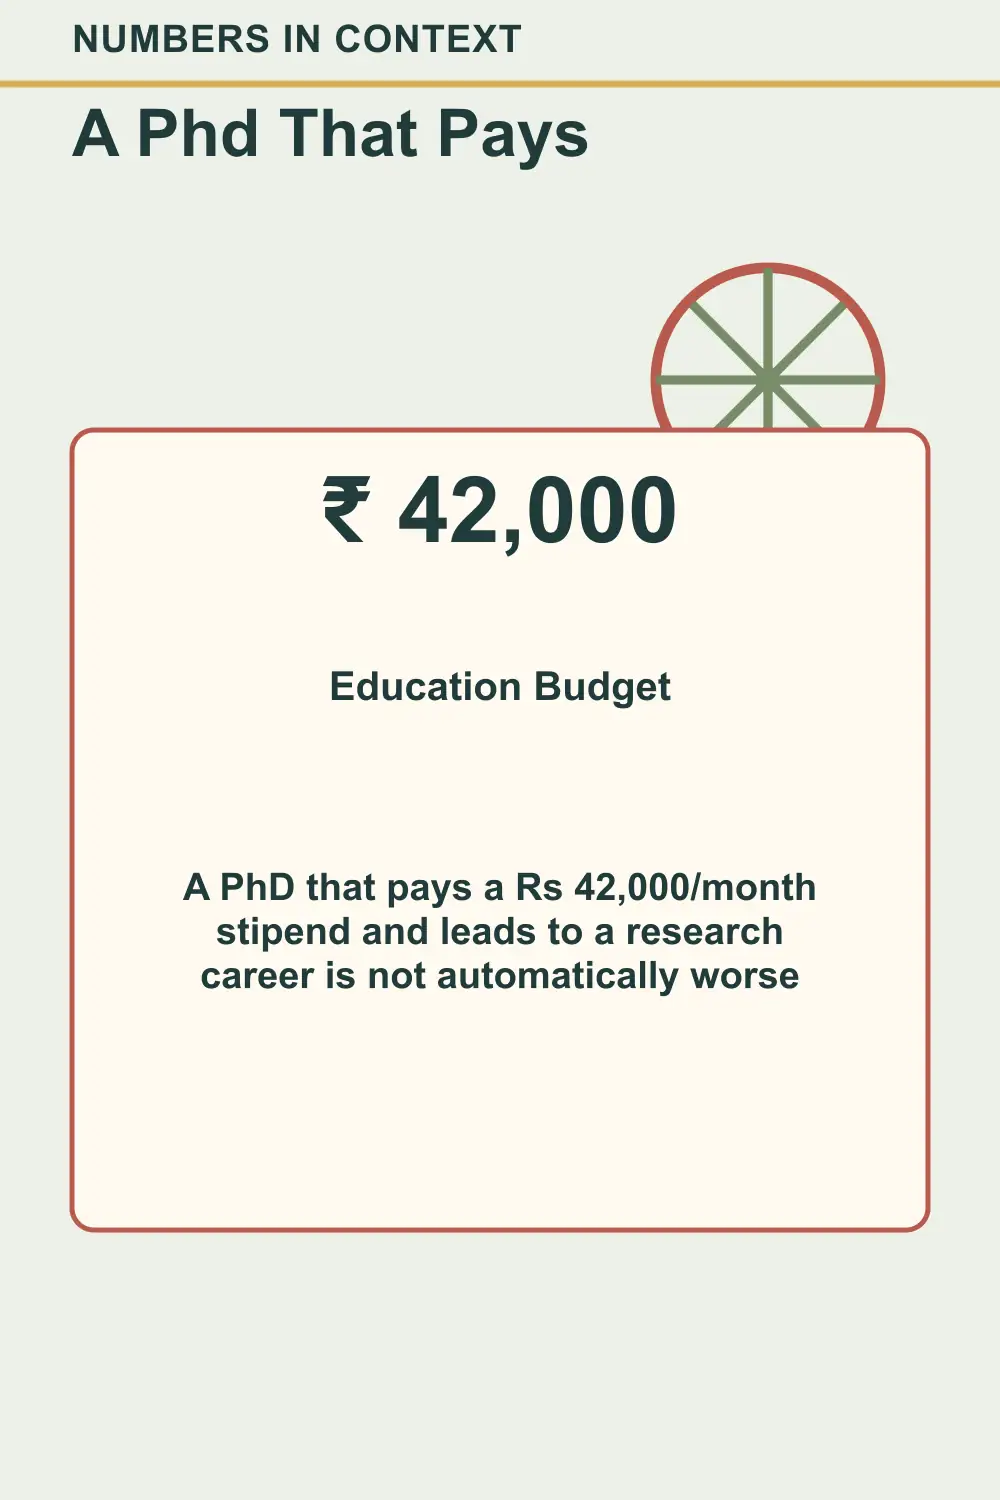 NUMBERS IN CONTEXT
A Phd That Pays
₹ 42,000
Education Budget
A PhD that pays a Rs 42,000/month
stipend and leads to a research
career is not automatically worse